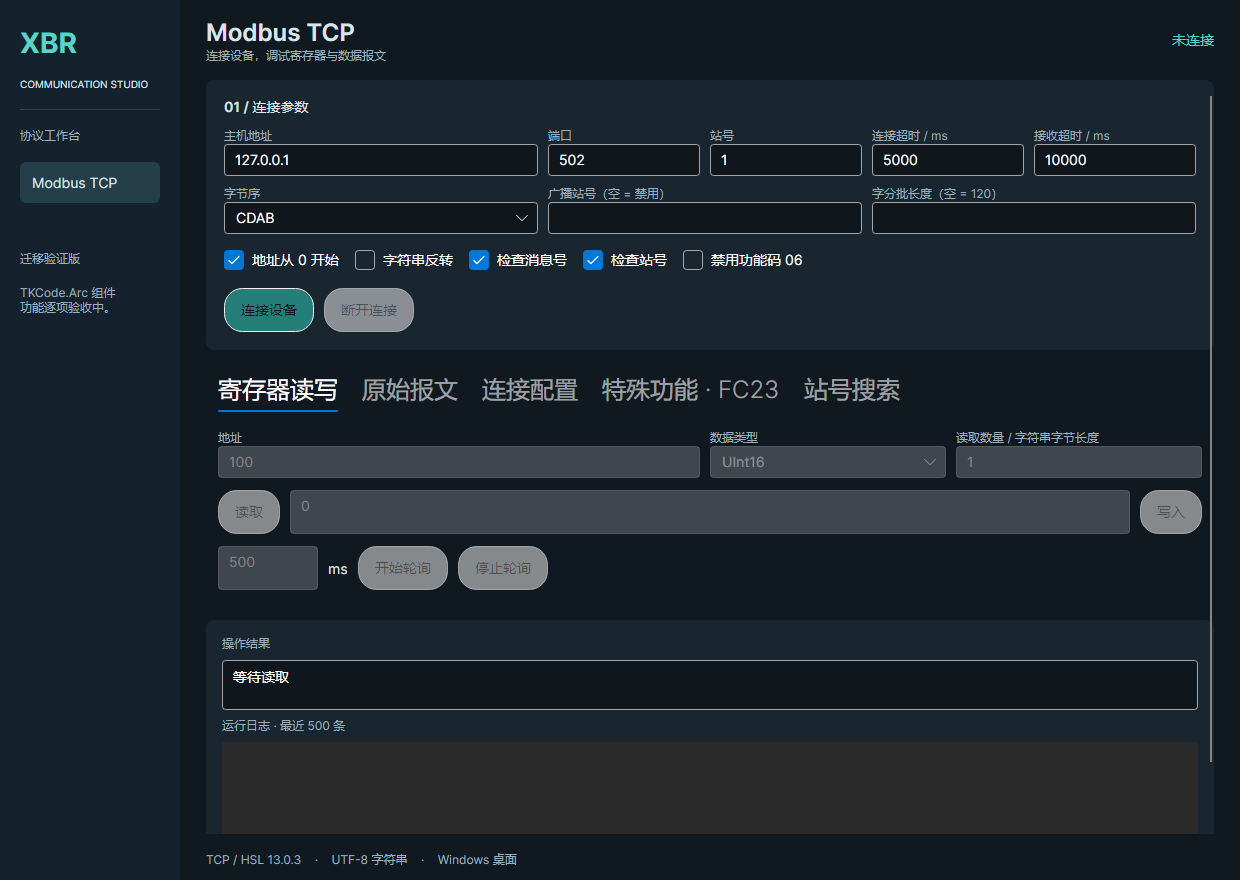 XBR
COMMUNICATION STUDIO
协议工作台
Modbus TCP
迁移验证版
TKCode.Arc 组件
功能逐项验收中。
Modbus TCP
连接设备，调试寄存器与数据报文
未连接
01 / 连接参数
主机地址 端口 站号 连接超时 / ms 接收超时 / ms
127.0.0.1 502 1 5000 10000
字节序 广播站号（空 = 禁用） 字分批长度（空 = 120）
CDAB
地址从 0 开始 字符串反转 检查消息号 检查站号 禁用功能码 06
连接设备 断开连接
寄存器读写 原始报文 连接配置 特殊功能 · FC23 站号搜索
地址 数据类型 读取数量 / 字符串字节长度
100 UInt16 1
读取 0 写入
500 ms 开始轮询 停止轮询
操作结果
等待读取
运行日志 · 最近 500 条
TCP / HSL 13.0.3 · UTF-8 字符串 · Windows 桌面